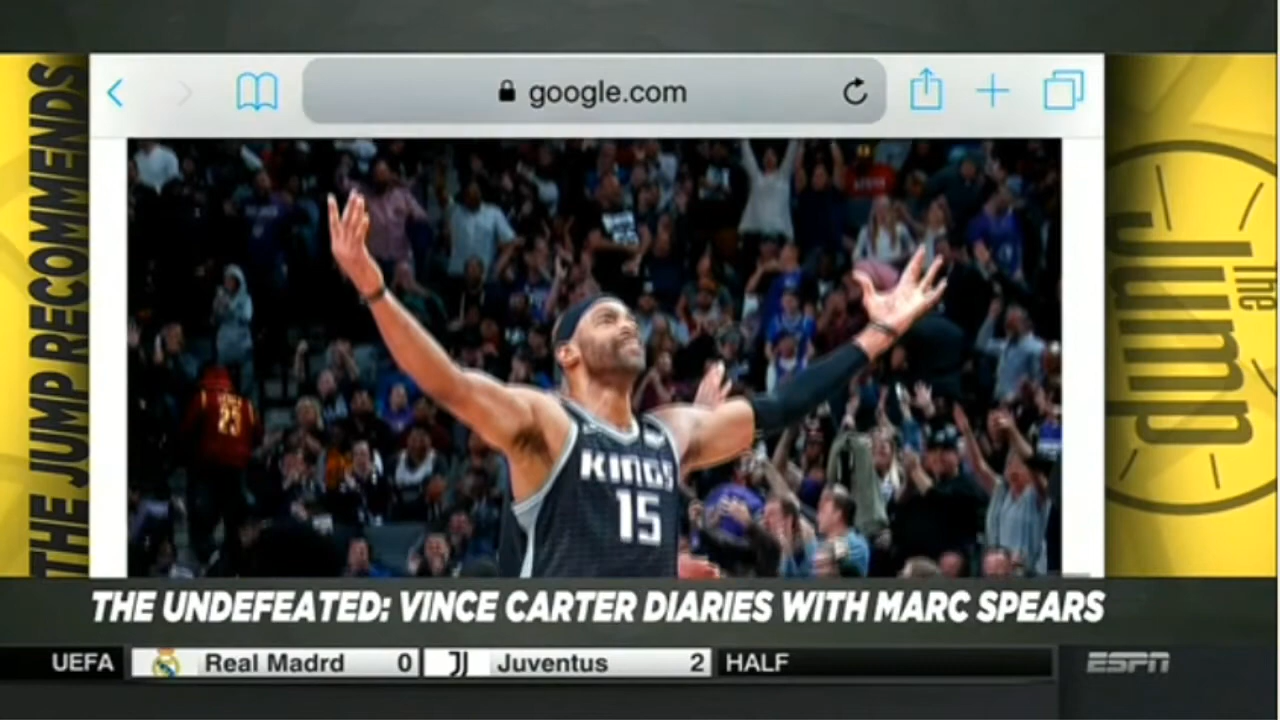 google.com
THE JUMP RECOMMENDS
The
Jump
KINGS
15
23
THE UNDEFEATED: VINCE CARTER DIARIES WITH MARC SPEARS
UEFA Real Madrd 0 Juventus 2 HALF ESPN